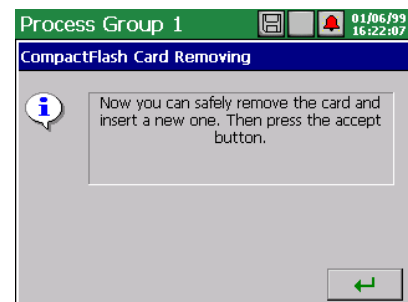 Process Group 1
01/06/99
16:22:07
CompactFlash Card Removing
Now you can safely remove the card and
insert a new one. Then press the accept
button.